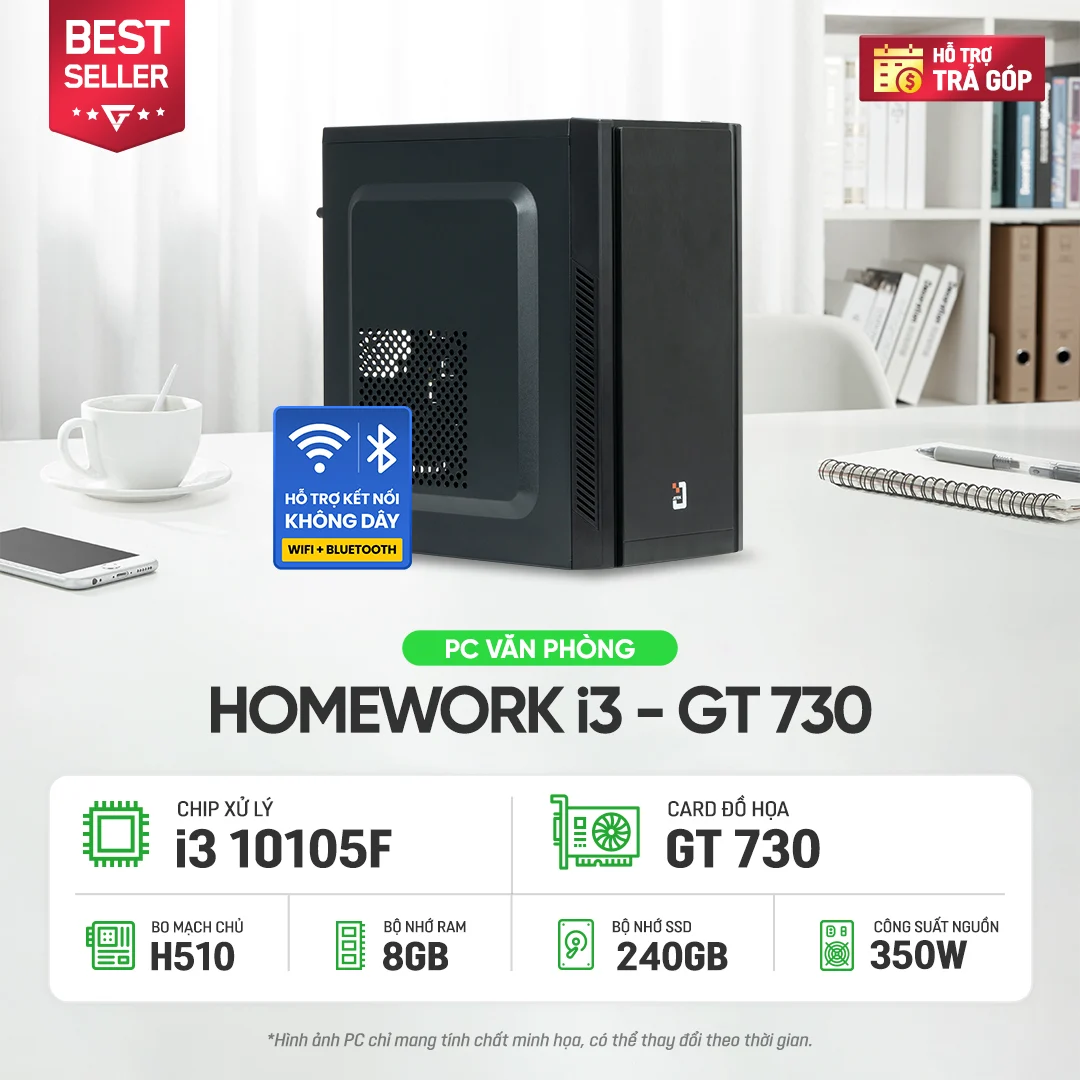 BEST
SELLER
HỖ TRỢ
TRẢ GÓP
HỖ TRỢ KẾT NỐI
KHÔNG DÂY
WIFI + BLUETOOTH
PC VĂN PHÒNG
HOMEWORK i3 - GT 730
CHIP XỬ LÝ
i3 10105F
CARD ĐỒ HỌA
GT 730
BO MẠCH CHỦ
H510
BỘ NHỚ RAM
8GB
BỘ NHỚ SSD
240GB
CÔNG SUẤT NGUỒN
350W
*Hình ảnh PC chỉ mang tính chất minh họa, có thể thay đổi theo thời gian.